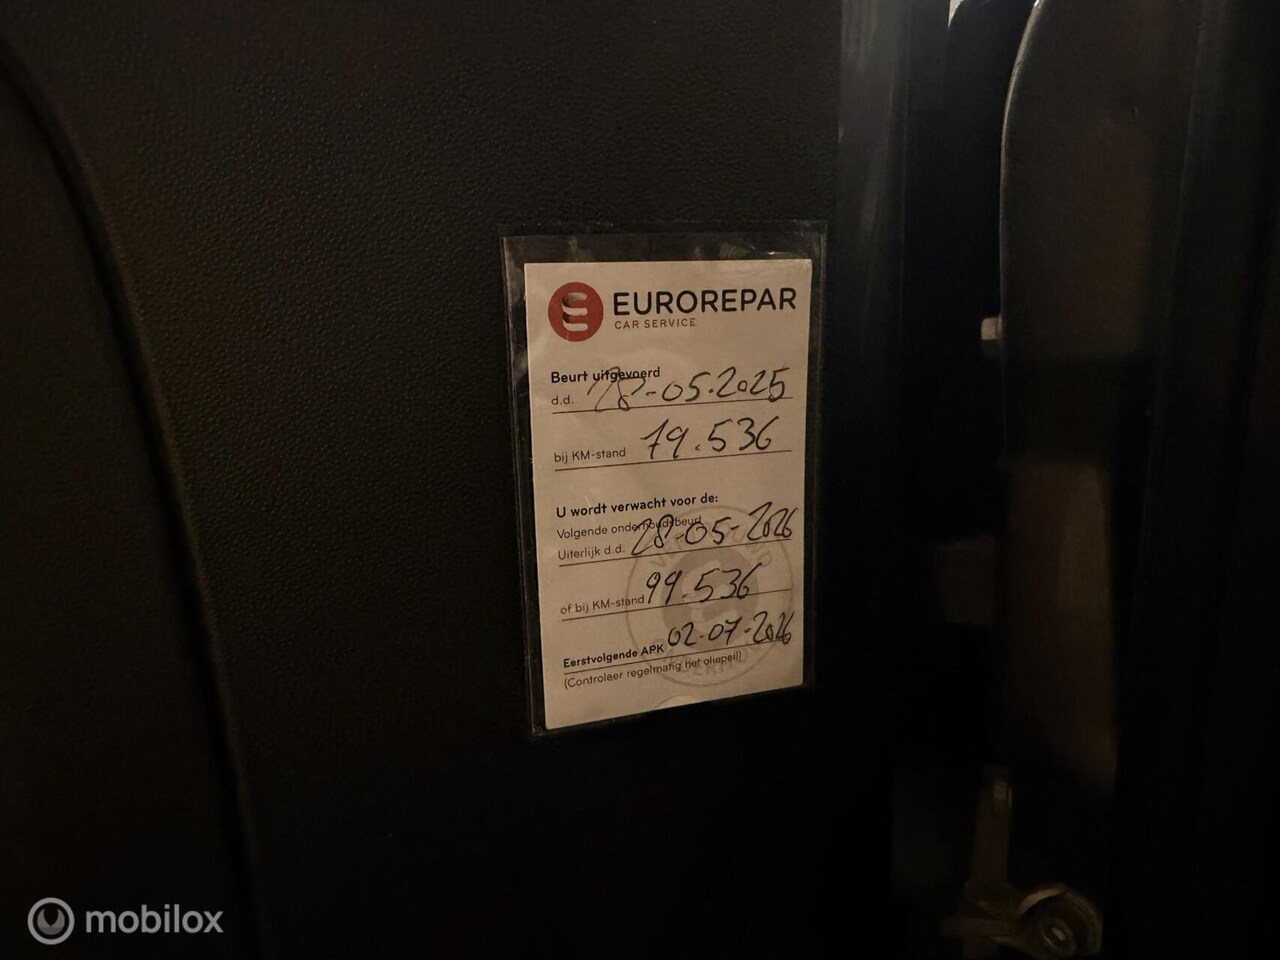 EUROREPAR
CAR SERVICE
Beurt uitgevoerd
d.d. 28-05.2025
bij KM-stand 79.536
U wordt verwacht voor de:
Volgende onderhoudsbeurt
Uiterlijk d.d. 28-05-2026
of bij KM-stand 99.536
Eerstvolgende APK 02-07-2026
(Controleer regelmatig het oliepeil)
mobilox